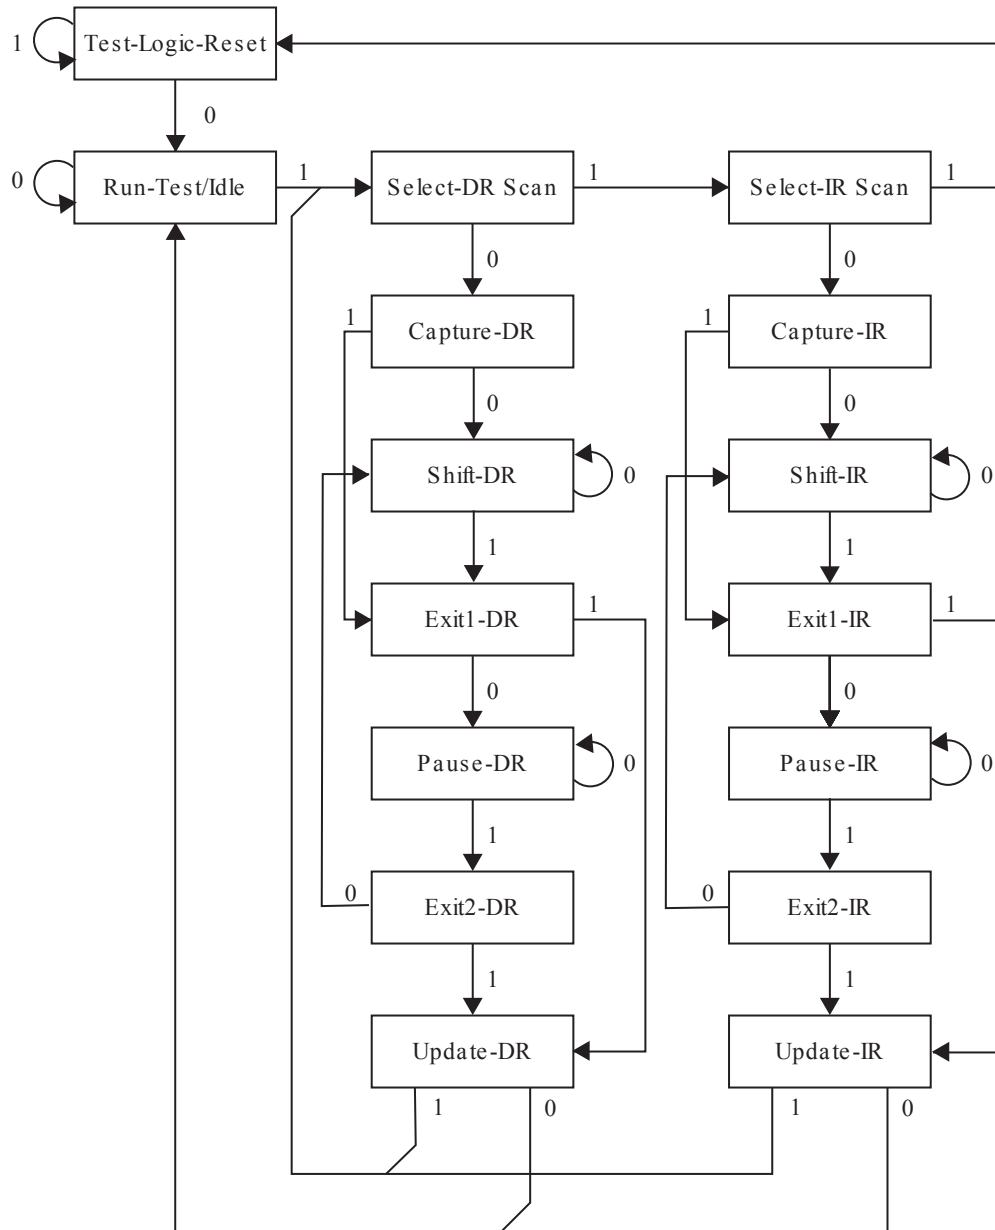 1 Test-Logic-Reset
0
0 Run-Test/Idle 1 Select-DR Scan 1 Select-IR Scan 1
0 0
1 Capture-DR 1 Capture-IR
0 0
Shift-DR 0 Shift-IR 0
1 1
Exit1-DR 1 Exit1-IR 1
0 0
Pause-DR 0 Pause-IR 0
1 1
0 Exit2-DR 0 Exit2-IR
1 1
Update-DR Update-IR
1 0 1 0